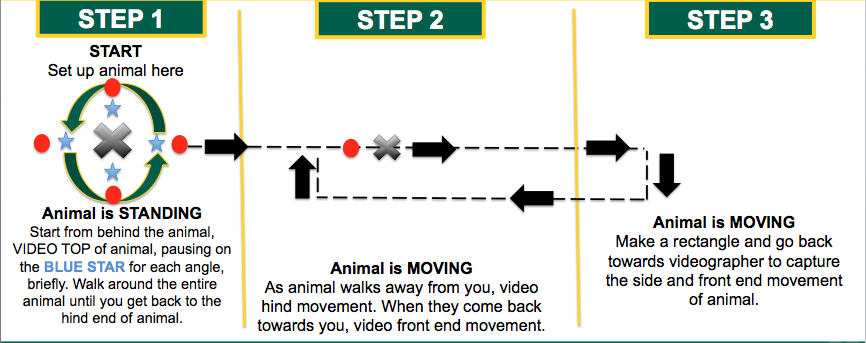 STEP 1
START
Set up animal here
Animal is STANDING
Start from behind the animal,
VIDEO TOP of animal, pausing on
the BLUE STAR for each angle,
briefly. Walk around the entire
animal until you get back to the
hind end of animal.
STEP 2
Animal is MOVING
As animal walks away from you, video
hind movement. When they come back
towards you, video front end movement.
STEP 3
Animal is MOVING
Make a rectangle and go back
towards videographer to capture
the side and front end movement
of animal.